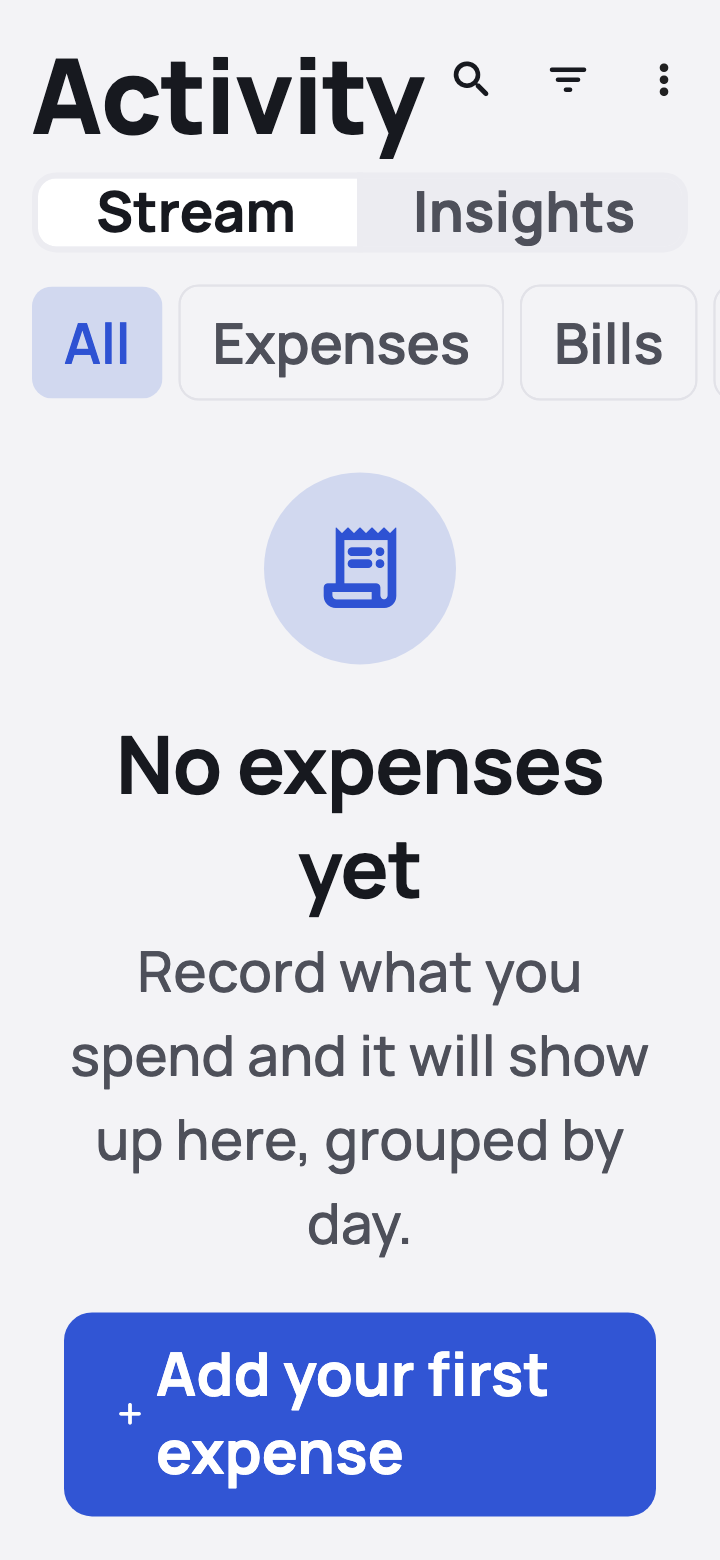 Activity
Stream Insights
All Expenses Bills
No expenses
yet
Record what you
spend and it will show
up here, grouped by
day.
Add your first
expense